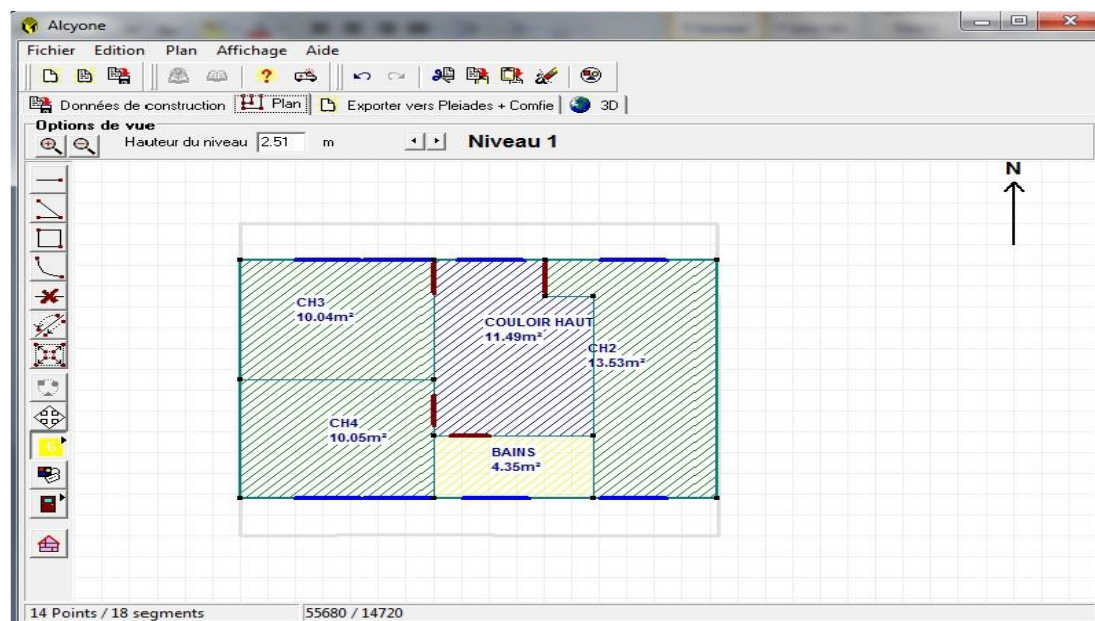 Alcyone
Fichier Edition Plan Affichage Aide
Données de construction Plan Exporter vers Pleiades + Comfie 3D
Options de vue
Hauteur du niveau 2.51 m Niveau 1
N
CH3
10.04m²
COULOIR HAUT
11.49m²
CH2
13.53m²
CH4
10.05m²
BAINS
4.35m²
14 Points / 18 segments 55680 / 14720